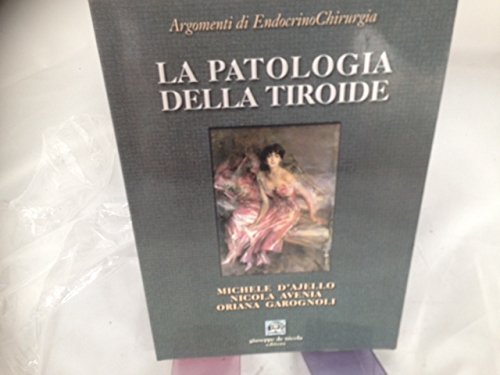 Argomenti di EndocrinoChirurgia
LA PATOLOGIA
DELLA TIROIDE
MICHELE D'AJELLO
NICOLA AVENIA
ORIANA GAROGNOLI
giuseppe de nicola
editore